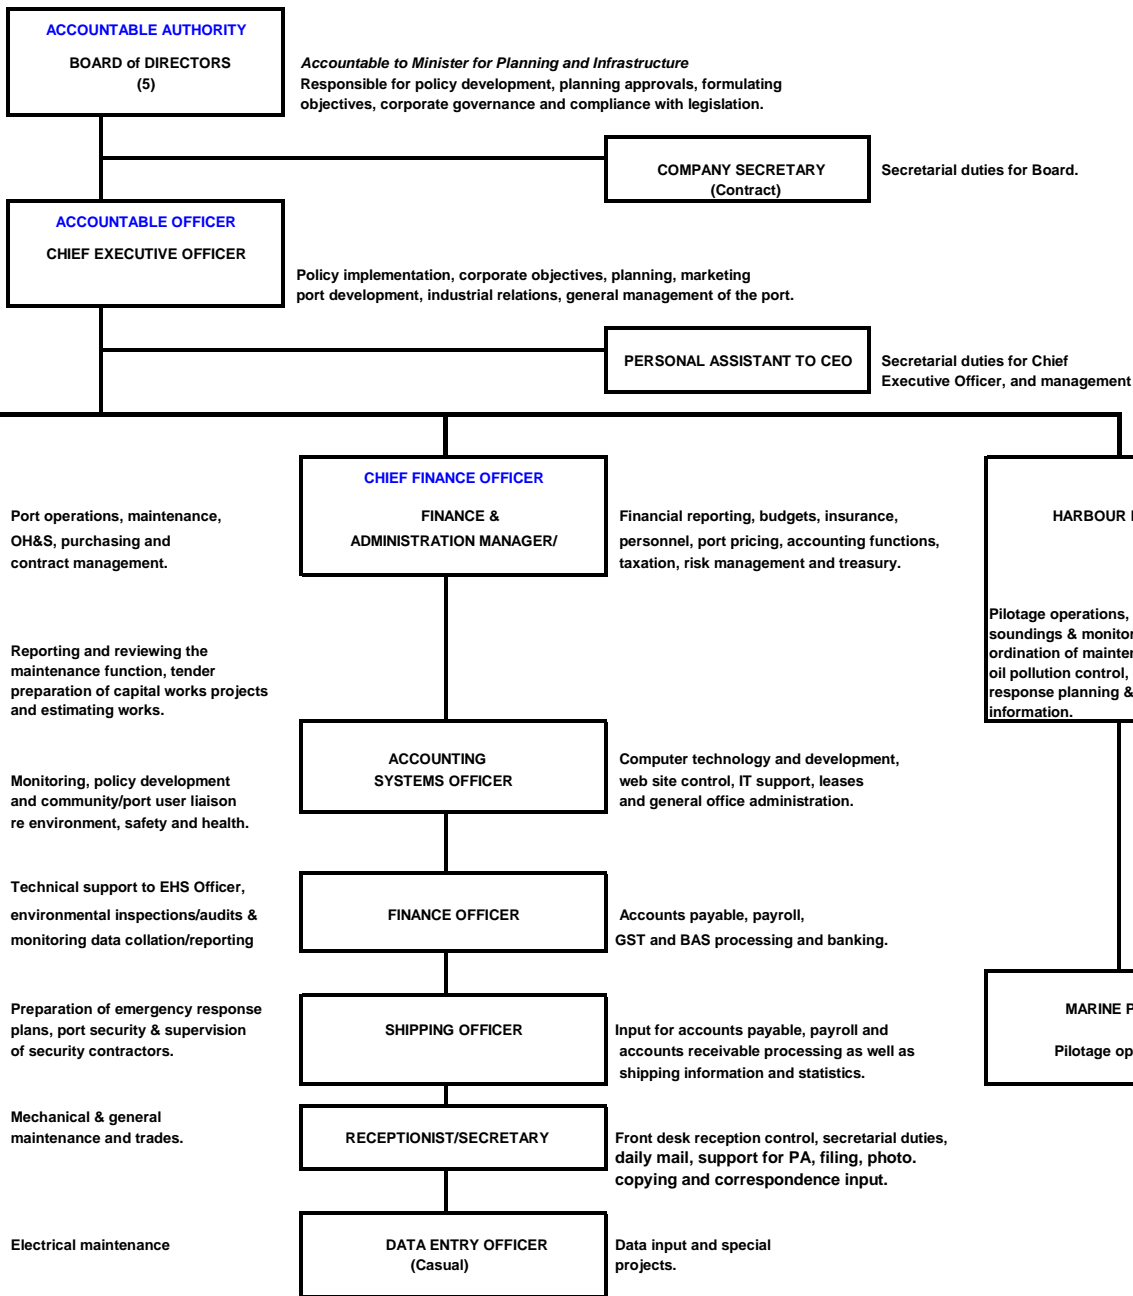 ACCOUNTABLE AUTHORITY
BOARD of DIRECTORS
(5)
Accountable to Minister for Planning and Infrastructure
Responsible for policy development, planning approvals, formulating
objectives, corporate governance and compliance with legislation.
COMPANY SECRETARY
(Contract)
Secretarial duties for Board.
ACCOUNTABLE OFFICER
CHIEF EXECUTIVE OFFICER
Policy implementation, corporate objectives, planning, marketing
port development, industrial relations, general management of the port.
PERSONAL ASSISTANT TO CEO
Secretarial duties for Chief
Executive Officer, and management
Port operations, maintenance,
OH&S, purchasing and
contract management.
Reporting and reviewing the
maintenance function, tender
preparation of capital works projects
and estimating works.
Monitoring, policy development
and community/port user liaison
re environment, safety and health.
Technical support to EHS Officer,
environmental inspections/audits &
monitoring data collation/reporting
Preparation of emergency response
plans, port security & supervision
of security contractors.
Mechanical & general
maintenance and trades.
Electrical maintenance
CHIEF FINANCE OFFICER
FINANCE &
ADMINISTRATION MANAGER/
Financial reporting, budgets, insurance,
personnel, port pricing, accounting functions,
taxation, risk management and treasury.
ACCOUNTING
SYSTEMS OFFICER
Computer technology and development,
web site control, IT support, leases
and general office administration.
FINANCE OFFICER
Accounts payable, payroll,
GST and BAS processing and banking.
SHIPPING OFFICER
Input for accounts payable, payroll and
accounts receivable processing as well as
shipping information and statistics.
RECEPTIONIST/SECRETARY
Front desk reception control, secretarial duties,
daily mail, support for PA, filing, photo.
copying and correspondence input.
DATA ENTRY OFFICER
(Casual)
Data input and special
projects.
HARBOUR
Pilotage operations,
soundings & monitor
ordination of mainter
oil pollution control,
response planning &
information.
MARINE P
Pilotage op